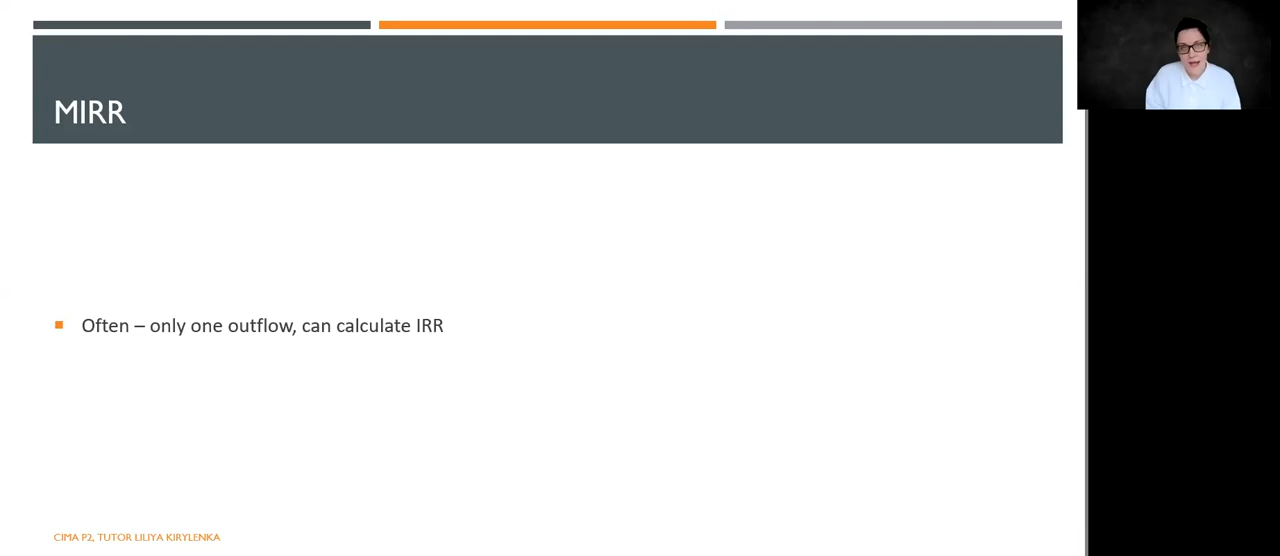 MIRR
Often – only one outflow, can calculate IRR
CIMA P2, TUTOR LILIYA KIRYLENKA